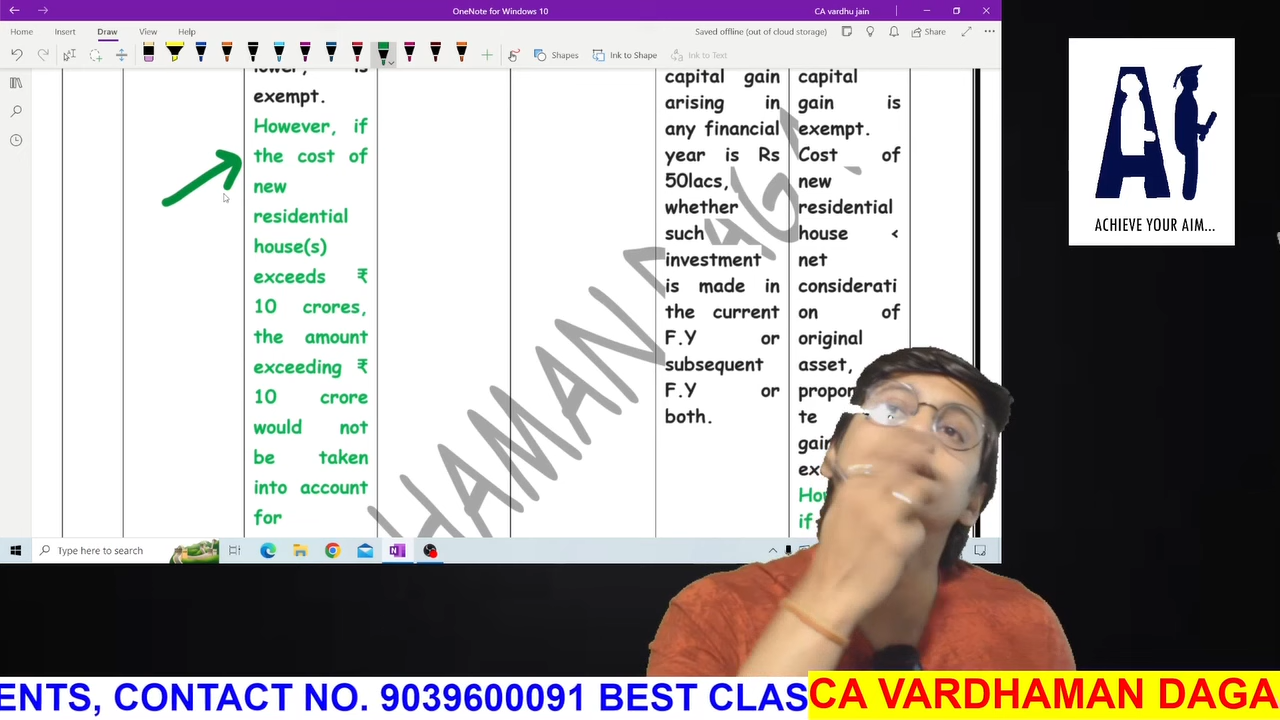 OneNote for Windows 10
CA vardhu jain
Home Insert Draw View Help
Saved offline (out of cloud storage)
Share
Shapes
Ink to Shape
Ink to Text
lower, is
exempt.
However, if
the cost of
new
residential
house(s)
exceeds ₹
10 crores,
the amount
exceeding ₹
10 crore
would not
be taken
into account
for
capital gain
arising in
any financial
year is Rs
50lacs,
whether
such
investment
is made in
the current
F.Y or
subsequent
F.Y or
both.
capital
gain is
exempt.
Cost of
new
residential
house <
net
considerati
on of
original
asset,
te
if
Type here to search
ACHIEVE YOUR AIM...
ENTS, CONTACT NO. 9039600091 BEST CLAS
CA VARDHAMAN DAGA